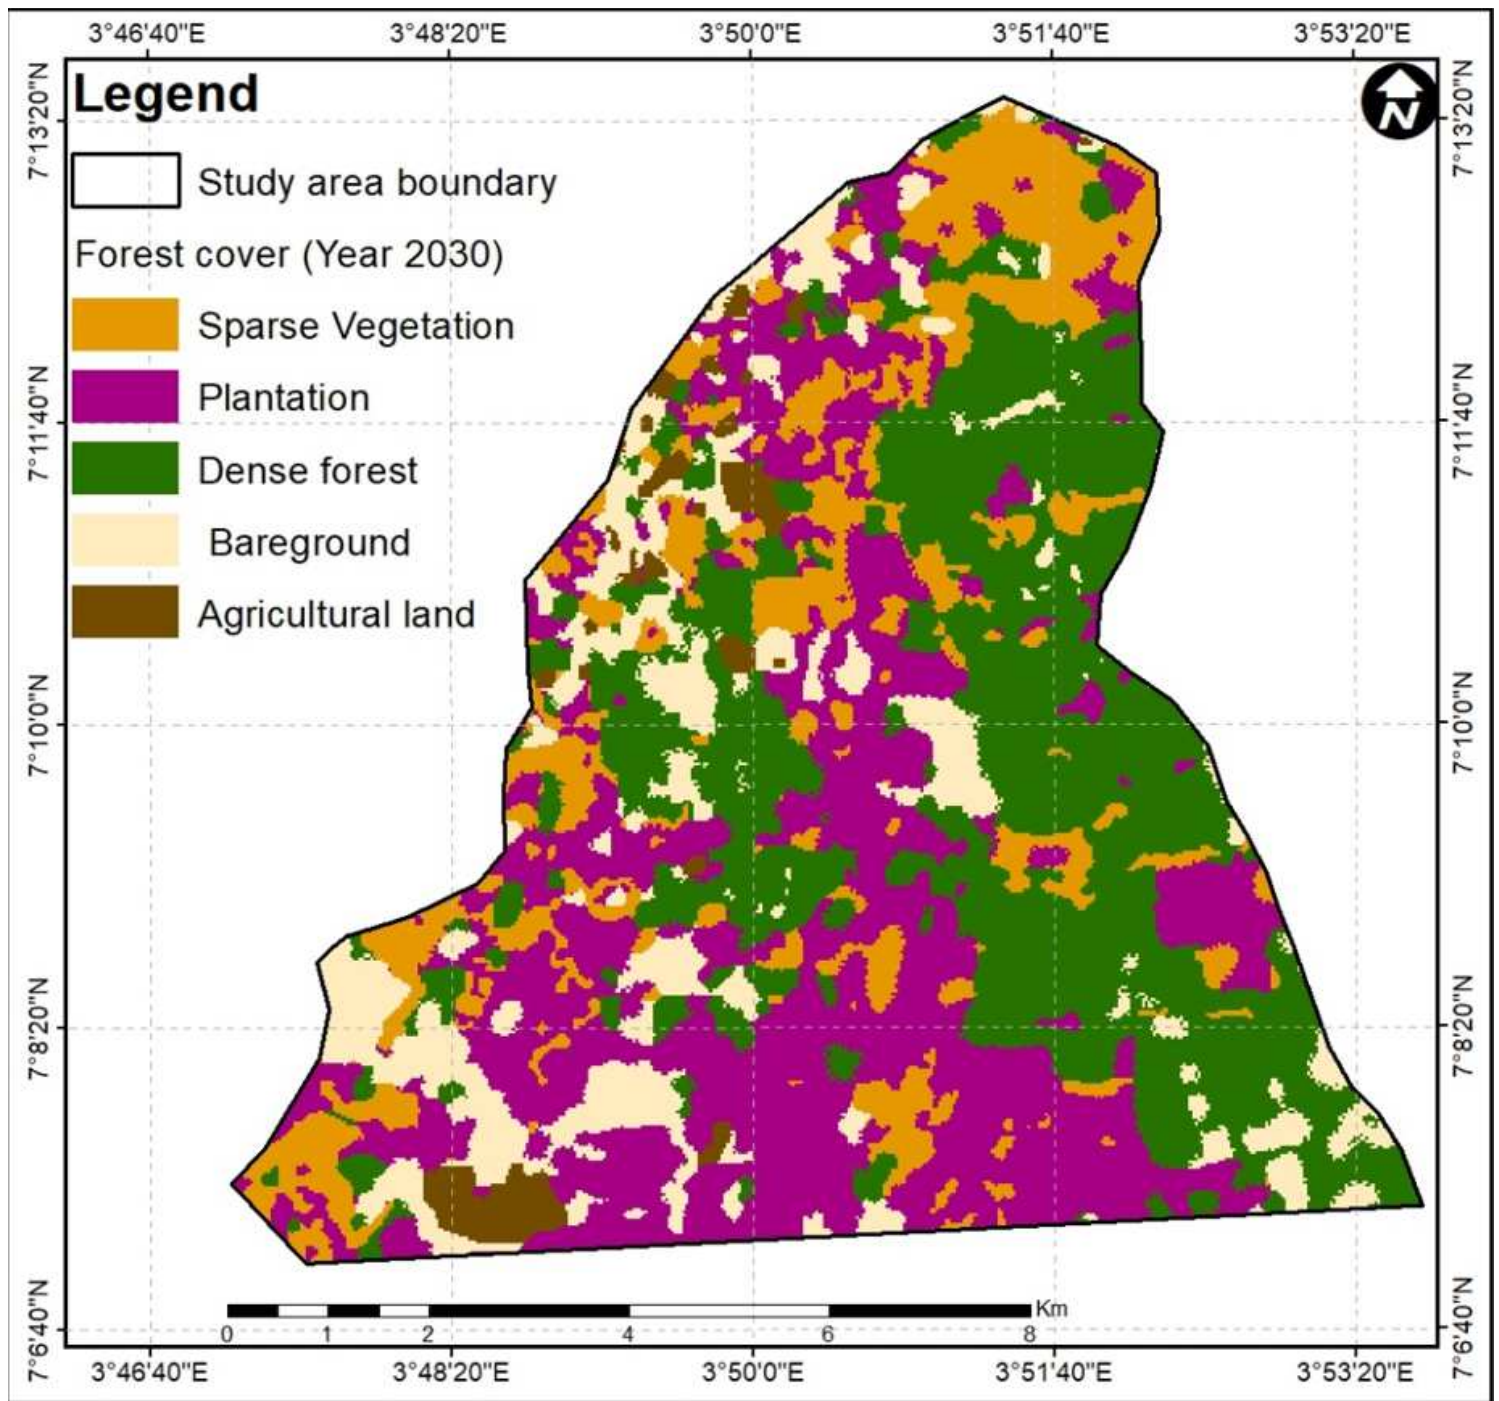 3°46'40"E 3°48'20"E 3°50'0"E 3°51'40"E 3°53'20"E
Legend
N
Study area boundary
Forest cover (Year 2030)
Sparse Vegetation
Plantation
Dense forest
Bareground
Agricultural land
7°13'20"N
7°11'40"N
7°10'0"N
7°8'20"N
7°6'40"N
7°13'20"N
7°11'40"N
7°10'0"N
7°8'20"N
7°6'40"N
Km
0 1 2 4 6 8
3°46'40"E 3°48'20"E 3°50'0"E 3°51'40"E 3°53'20"E